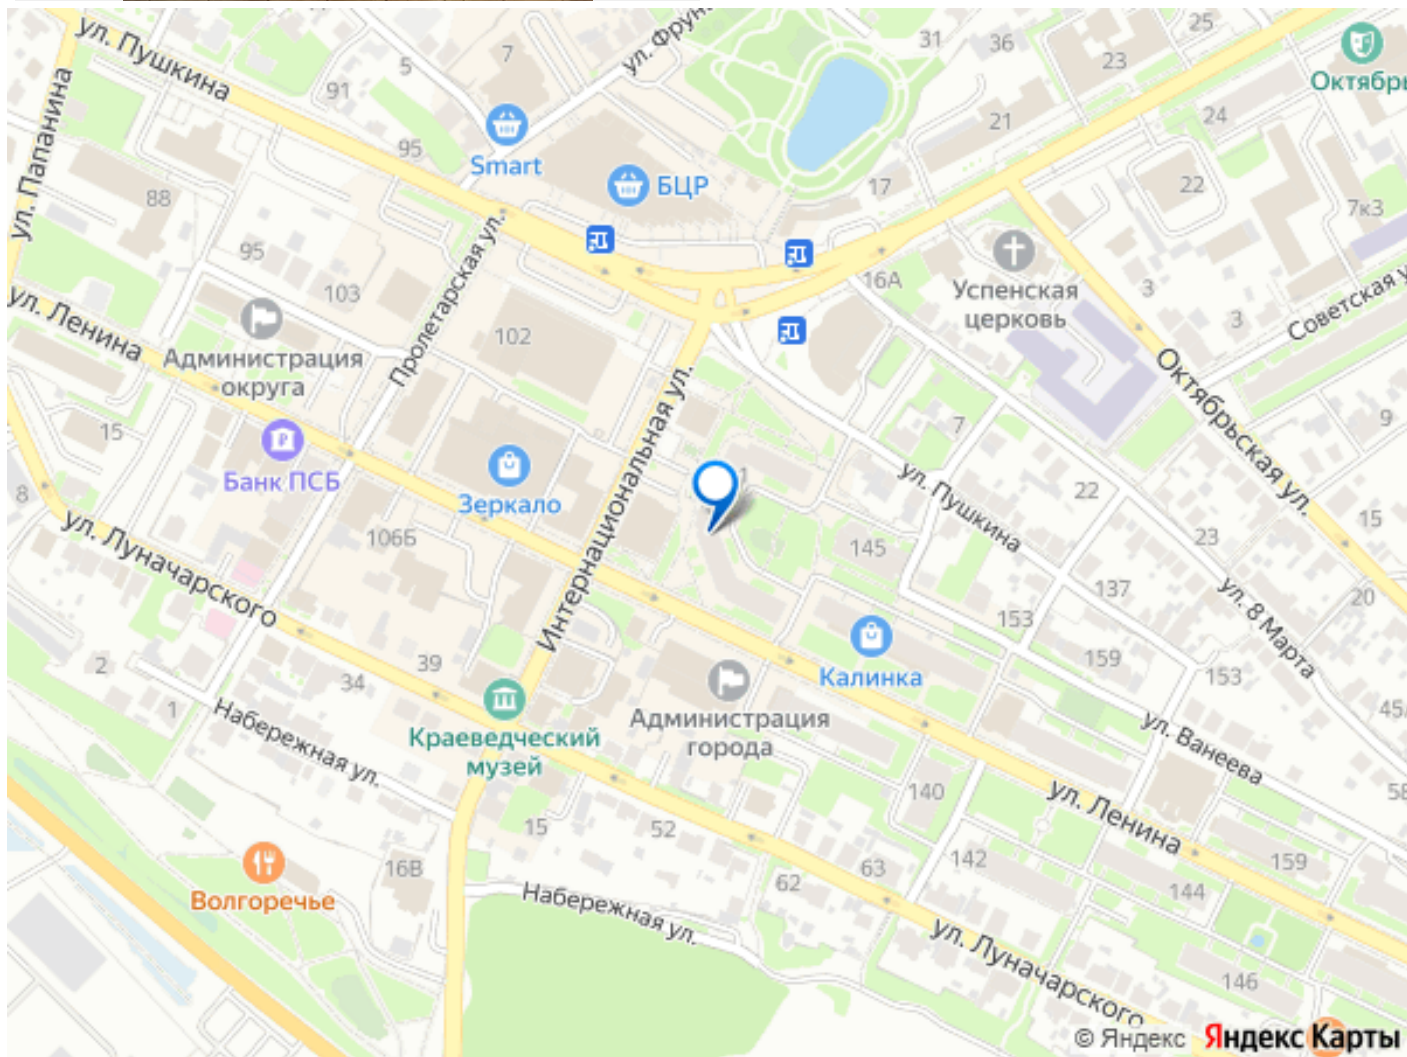 ул. Пушкина
ул. Папанина
5
7
ул. Фрун
31
36
25
23
Октябрь
24
91
95
Smart
БЦР
21
17
22
7к3
88
95
103
Пролетарская ул.
16А
Успенская
церковь
3
3
Советская у
ул. Ленина
Администрация
округа
102
Октябрьская ул.
9
15
Банк ПСБ
Зеркало
Интернациональная ул.
1
7
ул. Пушкина
22
15
8
ул. Луначарского
106Б
145
23
137
ул. 8 Марта
20
153
159
153
2
39
34
1
Набережная ул.
Калинка
Администрация
города
Краеведческий
музей
45
ул. Ванеева
58
140
ул. Ленина
15
52
16В
63
62
142
144
159
Волгоречье
Набережная ул.
ул. Луначарского
146
© Яндекс Яндекс Карты